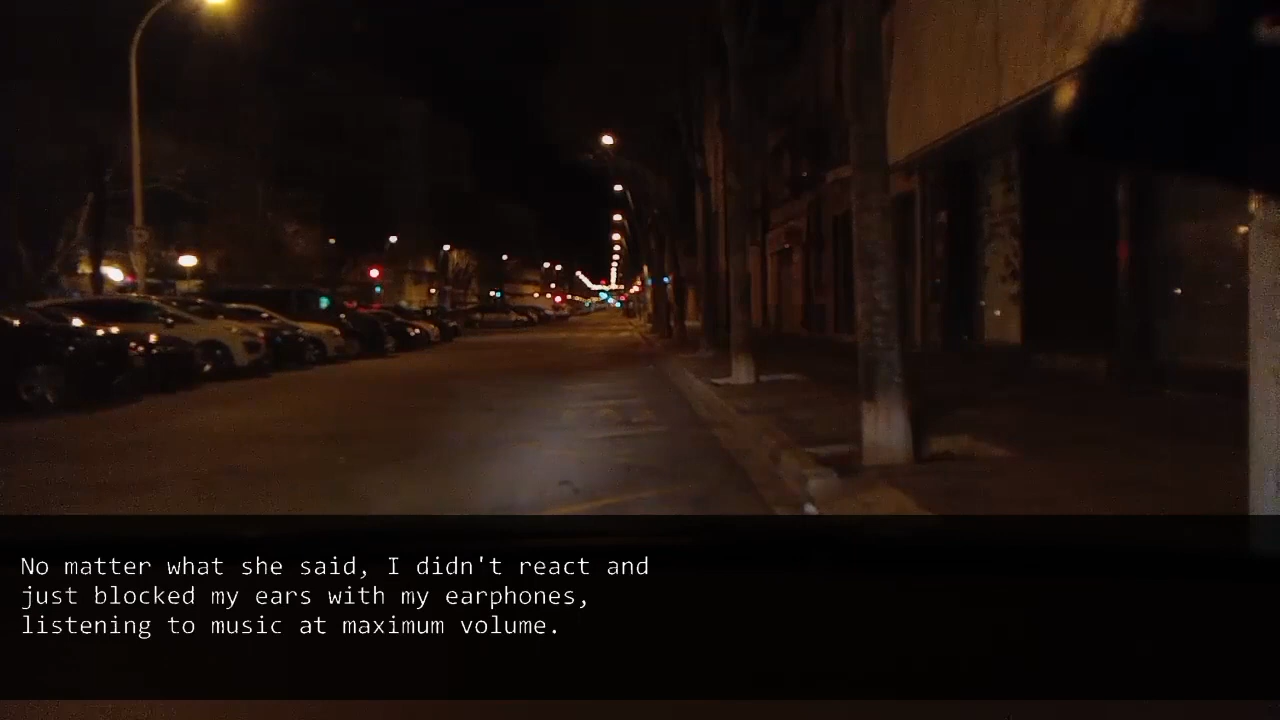 No matter what she said, I didn't react and
just blocked my ears with my earphones,
listening to music at maximum volume.